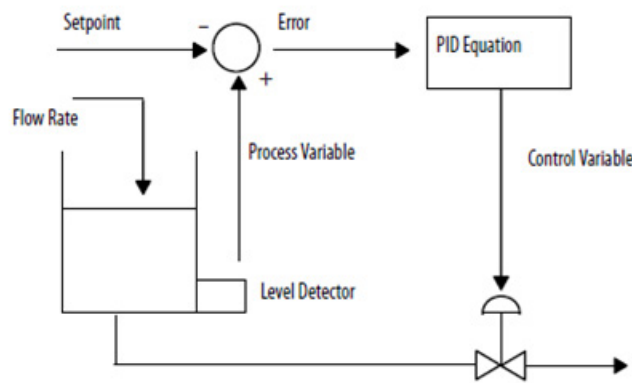 Setpoint
−
Error
PID Equation
+
Flow Rate
Process Variable
Control Variable
Level Detector